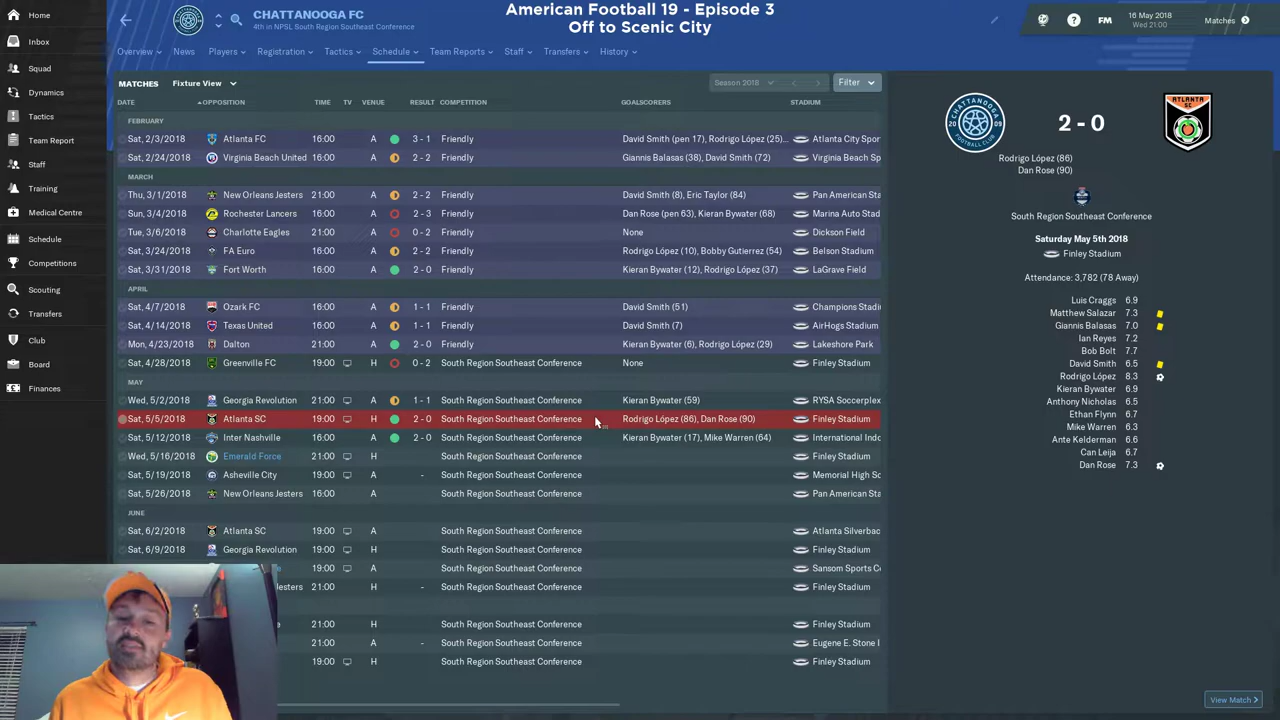 CHATTANOOGA FC
4th in NPSL South Region Southeast Conference
American Football 19 - Episode 3
Off to Scenic City
FM
16 May 2018
Wed 21:00
Matches
Home
Inbox
Squad
Dynamics
Tactics
Team Report
Staff
Training
Medical Centre
Schedule
Competitions
Scouting
Transfers
Club
Board
Finances
Overview
News
Players
Registration
Tactics
Schedule
Team Reports
Staff
Transfers
History
MATCHES
Fixture View
Season 2018
Filter
DATE OPPOSITION TIME TV VENUE RESULT COMPETITION GOALSCORERS STADIUM
FEBRUARY
Sat, 2/3/2018 Atlanta FC 16:00 A 3 - 1 Friendly David Smith (pen 17), Rodrigo López (25)... Atlanta City Spor
Sat, 2/24/2018 Virginia Beach United 16:00 A 2 - 2 Friendly Giannis Balasas (38), David Smith (72) Virginia Beach Sp
MARCH
Thu, 3/1/2018 New Orleans Jesters 21:00 A 2 - 2 Friendly David Smith (8), Eric Taylor (84) Pan American Sta
Sun, 3/4/2018 Rochester Lancers 16:00 A 2 - 3 Friendly Dan Rose (pen 63), Kieran Bywater (68) Marina Auto Stad
Tue, 3/6/2018 Charlotte Eagles 21:00 A 0 - 2 Friendly None Dickson Field
Sat, 3/24/2018 FA Euro 16:00 A 2 - 2 Friendly Rodrigo López (10), Bobby Gutierrez (54) Belson Stadium
Sat, 3/31/2018 Fort Worth 16:00 A 2 - 0 Friendly Kieran Bywater (12), Rodrigo López (37) LaGrave Field
APRIL
Sat, 4/7/2018 Ozark FC 16:00 A 1 - 1 Friendly David Smith (51) Champions Stadiu
Sat, 4/14/2018 Texas United 16:00 A 1 - 1 Friendly David Smith (7) AirHogs Stadium
Mon, 4/23/2018 Dalton 21:00 A 2 - 0 Friendly Kieran Bywater (6), Rodrigo López (29) Lakeshore Park
Sat, 4/28/2018 Greenville FC 19:00 H 0 - 2 South Region Southeast Conference None Finley Stadium
MAY
Wed, 5/2/2018 Georgia Revolution 21:00 A 1 - 1 South Region Southeast Conference Kieran Bywater (59) RYSA Soccerplex
Sat, 5/5/2018 Atlanta SC 19:00 H 2 - 0 South Region Southeast Conference Rodrigo López (86), Dan Rose (90) Finley Stadium
Sat, 5/12/2018 Inter Nashville 16:00 A 2 - 0 South Region Southeast Conference Kieran Bywater (17), Mike Warren (64) International Indo
Wed, 5/16/2018 Emerald Force 21:00 H South Region Southeast Conference Finley Stadium
Sat, 5/19/2018 Asheville City 19:00 A - South Region Southeast Conference Memorial High Sc
Sat, 5/26/2018 New Orleans Jesters 16:00 A South Region Southeast Conference Pan American Sta
JUNE
Sat, 6/2/2018 Atlanta SC 19:00 A South Region Southeast Conference Atlanta Silverbac
Sat, 6/9/2018 Georgia Revolution 19:00 H South Region Southeast Conference Finley Stadium
19:00 A South Region Southeast Conference Sansom Sports Co
esters 21:00 H - South Region Southeast Conference Finley Stadium
21:00 H South Region Southeast Conference Finley Stadium
21:00 A - South Region Southeast Conference Eugene E. Stone I
19:00 H South Region Southeast Conference Finley Stadium
CHATTANOOGA
2009
FOOTBALL CLUB
2 - 0
ATLANTA
SC
Rodrigo López (86)
Dan Rose (90)
South Region Southeast Conference
Saturday May 5th 2018
Finley Stadium
Attendance: 3,782 (78 Away)
Luis Craggs 6.9
Matthew Salazar 7.3
Giannis Balasas 7.0
Ian Reyes 7.2
Bob Bolt 7.7
David Smith 6.5
Rodrigo López 8.3
Kieran Bywater 6.9
Anthony Nicholas 6.5
Ethan Flynn 6.7
Mike Warren 6.3
Ante Kelderman 6.6
Can Leija 6.7
Dan Rose 7.3
View Match